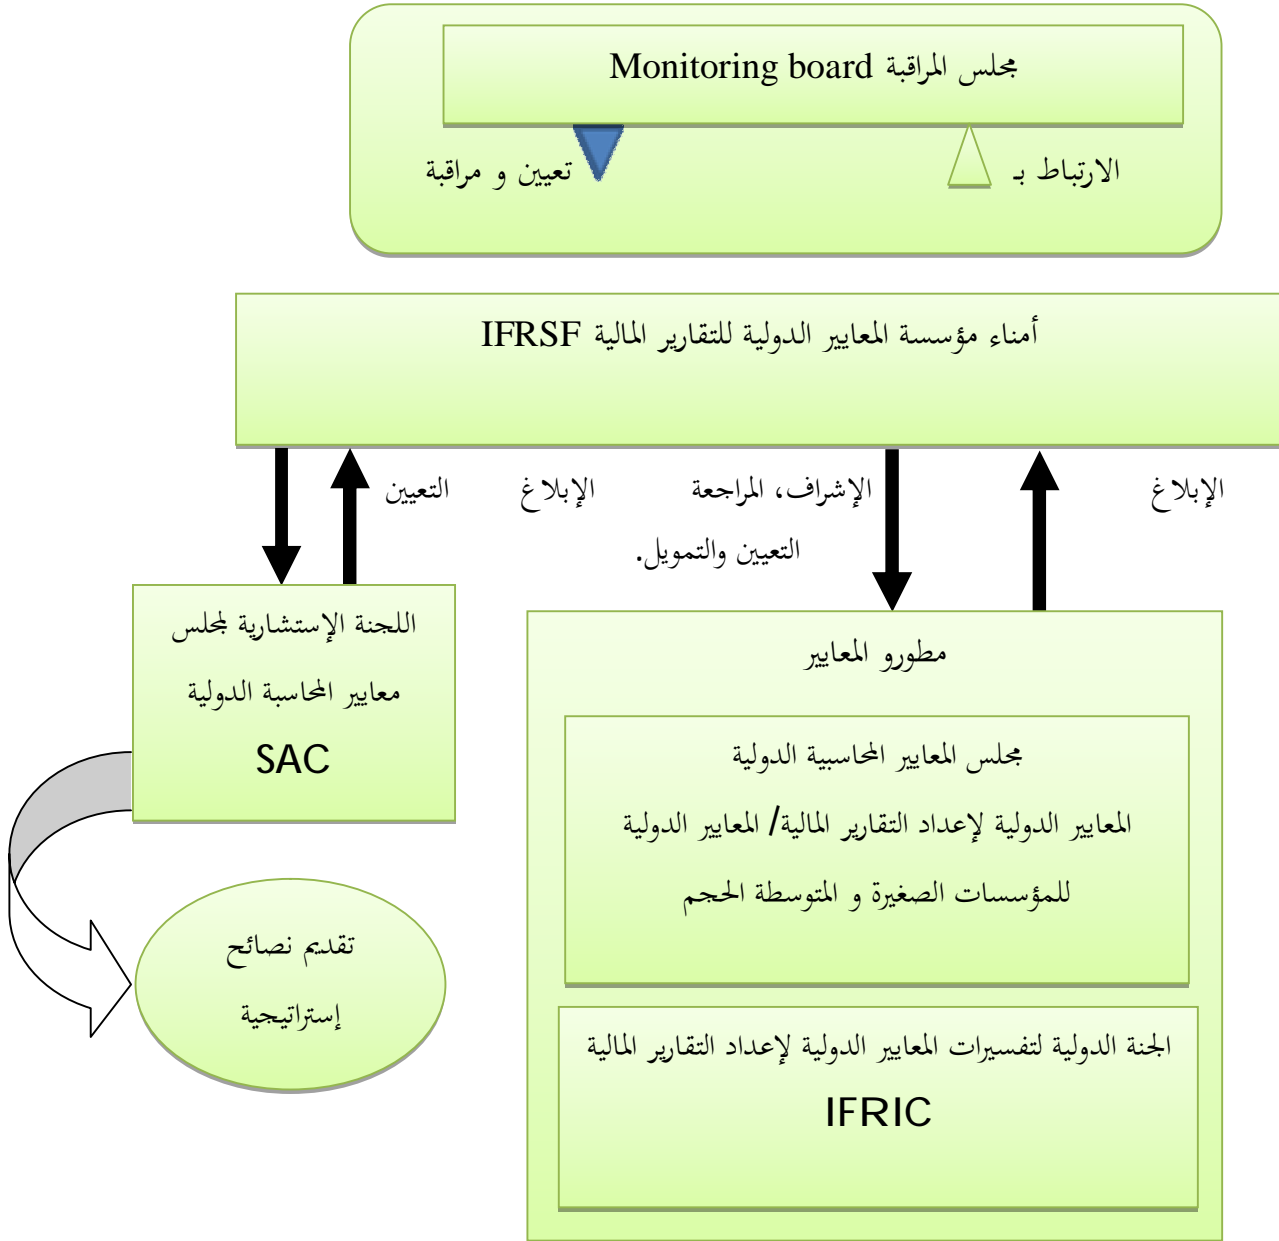 مجلس المراقبة Monitoring board
الارتباط بـ
تعيين و مراقبة
أمناء مؤسسة المعايير الدولية للتقارير المالية IFRSF
الإبلاغ
الإشراف، المراجعة
التعيين والتمويل.
الإبلاغ
التعيين
مطورو المعايير
مجلس المعايير المحاسبية الدولية
المعايير الدولية لإعداد التقارير المالية/ المعايير الدولية
للمؤسسات الصغيرة و المتوسطة الحجم
الجنة الدولية لتفسيرات المعايير الدولية لإعداد التقارير المالية
IFRIC
اللجنة الإستشارية لمجلس
معايير المحاسبة الدولية
SAC
تقديم نصائح
إستراتيجية